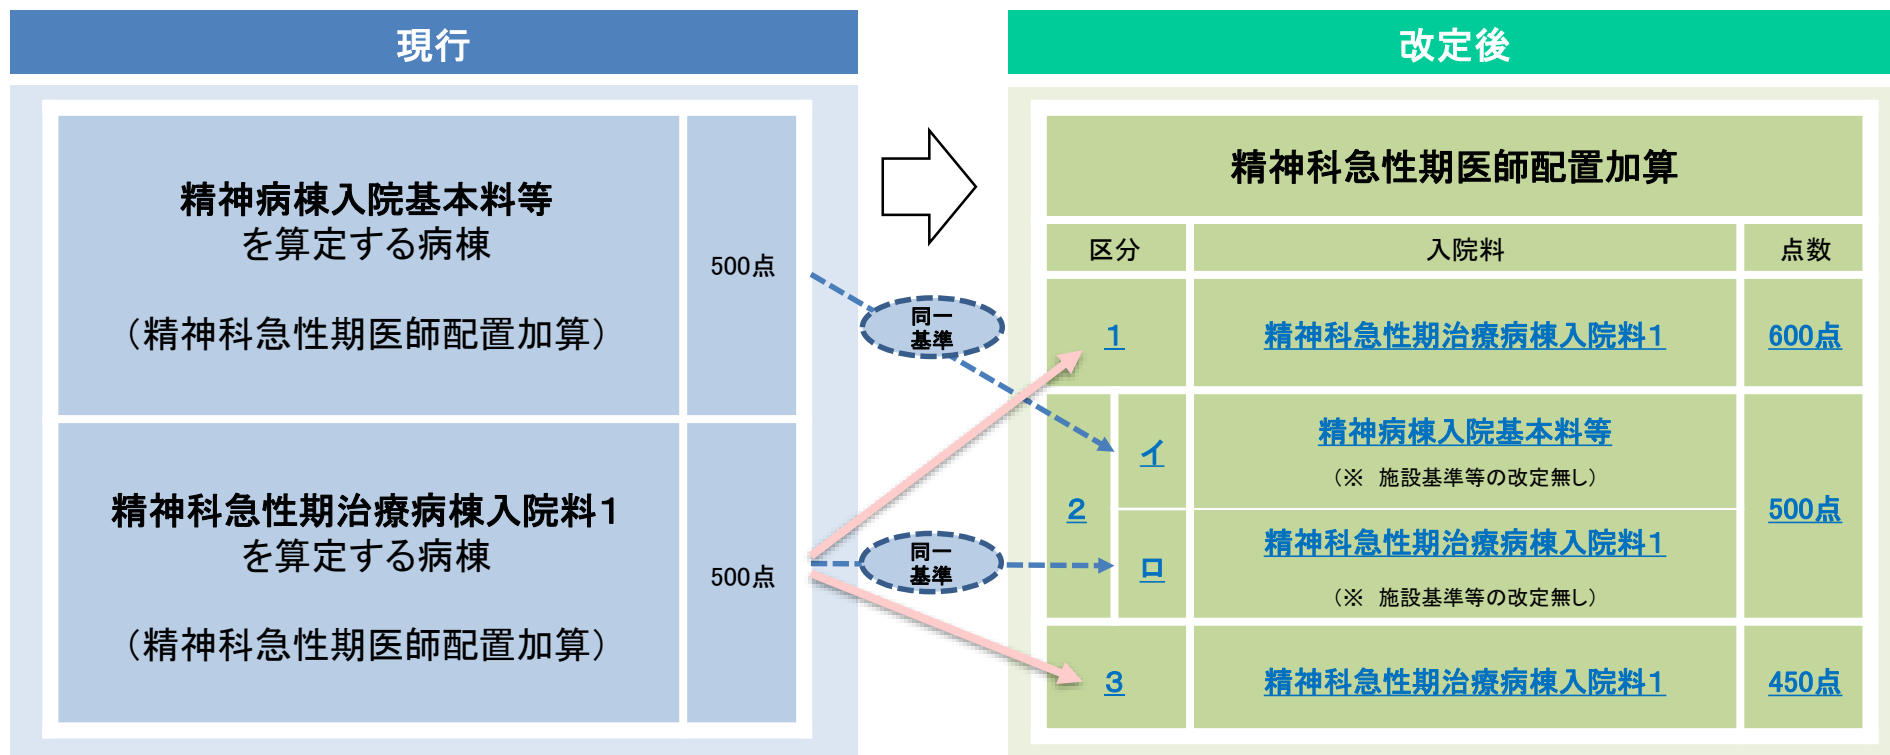 現行
精神病棟入院基本料等
を算定する病棟
（精神科急性期医師配置加算）
500点
精神科急性期治療病棟入院料１
を算定する病棟
（精神科急性期医師配置加算）
500点
同一
基準
同一
基準
改定後
精神科急性期医師配置加算
区分 入院料 点数
１ 精神科急性期治療病棟入院料１ 600点
２
イ 精神病棟入院基本料等
（※　施設基準等の改定無し）
ロ 精神科急性期治療病棟入院料１
（※　施設基準等の改定無し）
500点
３ 精神科急性期治療病棟入院料１ 450点